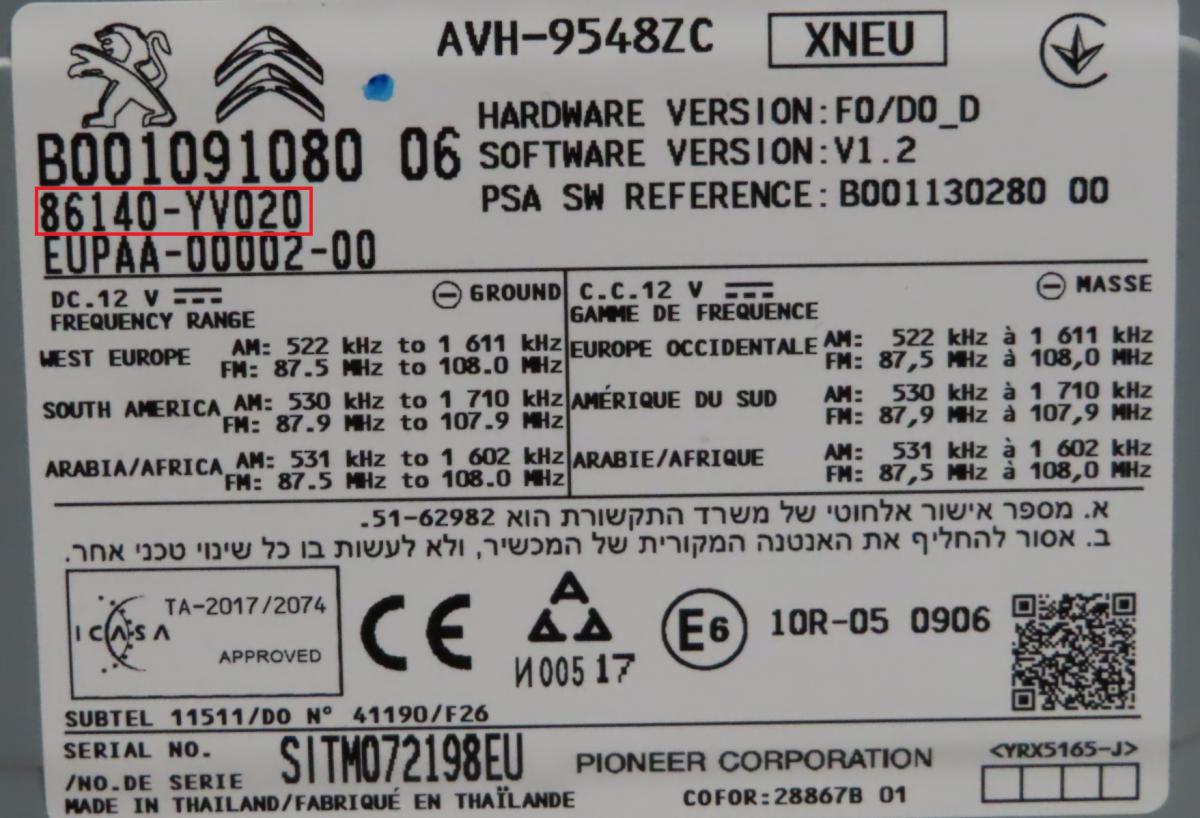 AVH-9548ZC XNEU
B001091080 06
86140-YV020
EUPAA-00002-00
HARDWARE VERSION:F0/D0_D
SOFTWARE VERSION:V1.2
PSA SW REFERENCE:B001130280 00
DC.12 V GROUND
FREQUENCY RANGE
WEST EUROPE AM: 522 kHz to 1 611 kHz
FM: 87.5 MHz to 108.0 MHz
SOUTH AMERICA AM: 530 kHz to 1 710 kHz
FM: 87.9 MHz to 107.9 MHz
ARABIA/AFRICA AM: 531 kHz to 1 602 kHz
FM: 87.5 MHz to 108.0 MHz
C.C.12 V MASSE
GAMME DE FREQUENCE
EUROPE OCCIDENTALE AM: 522 kHz à 1 611 kHz
FM: 87,5 MHz à 108,0 MHz
AMÉRIQUE DU SUD AM: 530 kHz à 1 710 kHz
FM: 87,9 MHz à 107,9 MHz
ARABIE/AFRIQUE AM: 531 kHz à 1 602 kHz
FM: 87,5 MHz à 108,0 MHz
א. מספר אישור אלחוטי של משרד התקשורת הוא 51-62982.
ב. אסור להחליף את האנטנה המקורית של המכשיר, ולא לעשות בו כל שינוי טכני אחר.
ICASA TA-2017/2074
APPROVED
CE
И005 17
E6
10R-05 0906
SUBTEL 11511/DO N° 41190/F26
SERIAL NO.
/NO.DE SERIE
SITM072198EU
PIONEER CORPORATION
<YRX5165-J>
MADE IN THAILAND/FABRIQUÉ EN THAÏLANDE
COFOR:28867B 01